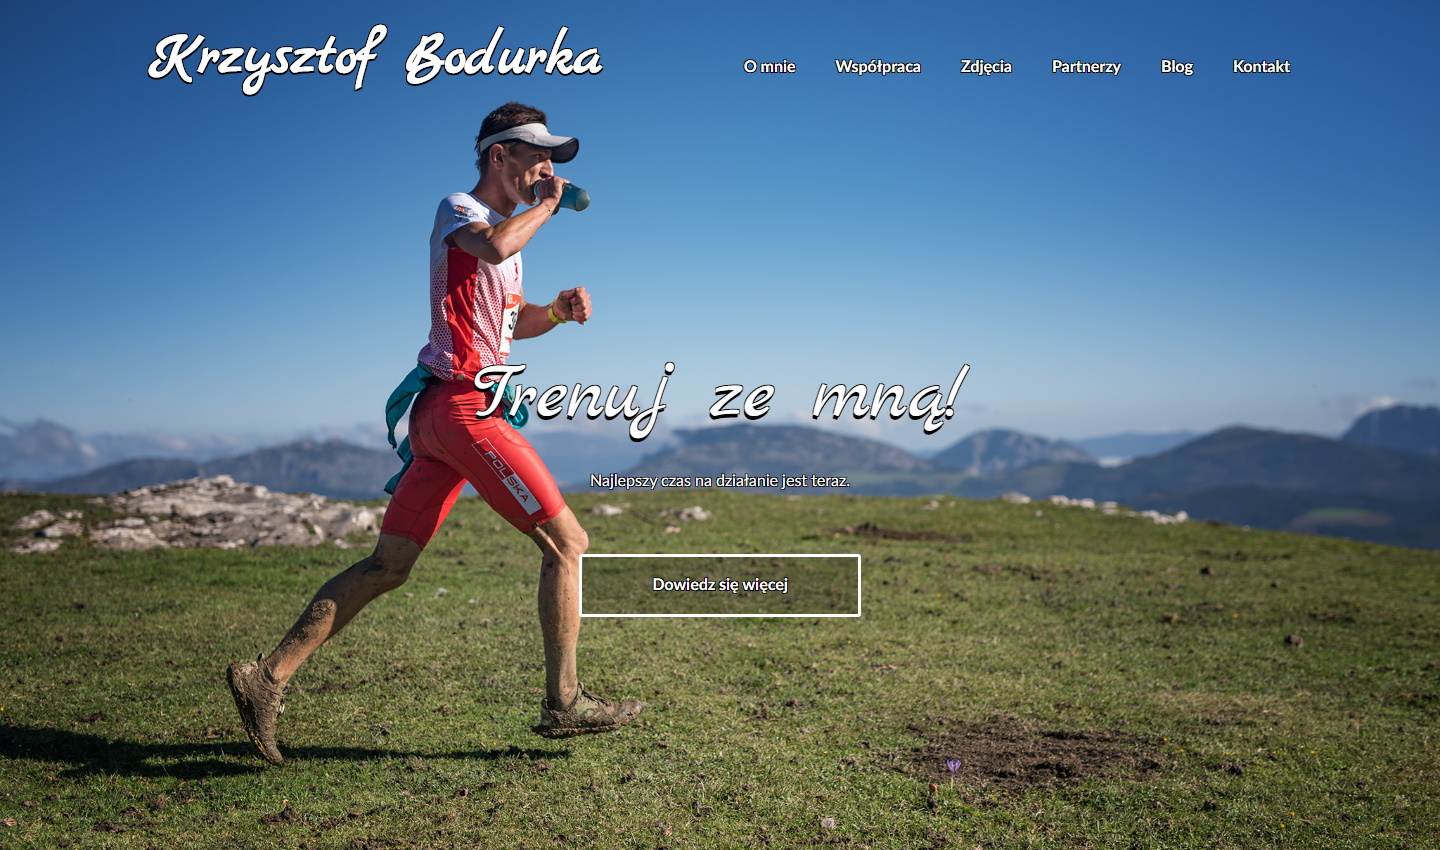 Krzysztof Bodurka
O mnie Współpraca Zdjęcia Partnerzy Blog Kontakt
Trenuj ze mną!
POLSKA
Najlepszy czas na działanie jest teraz.
Dowiedz się więcej